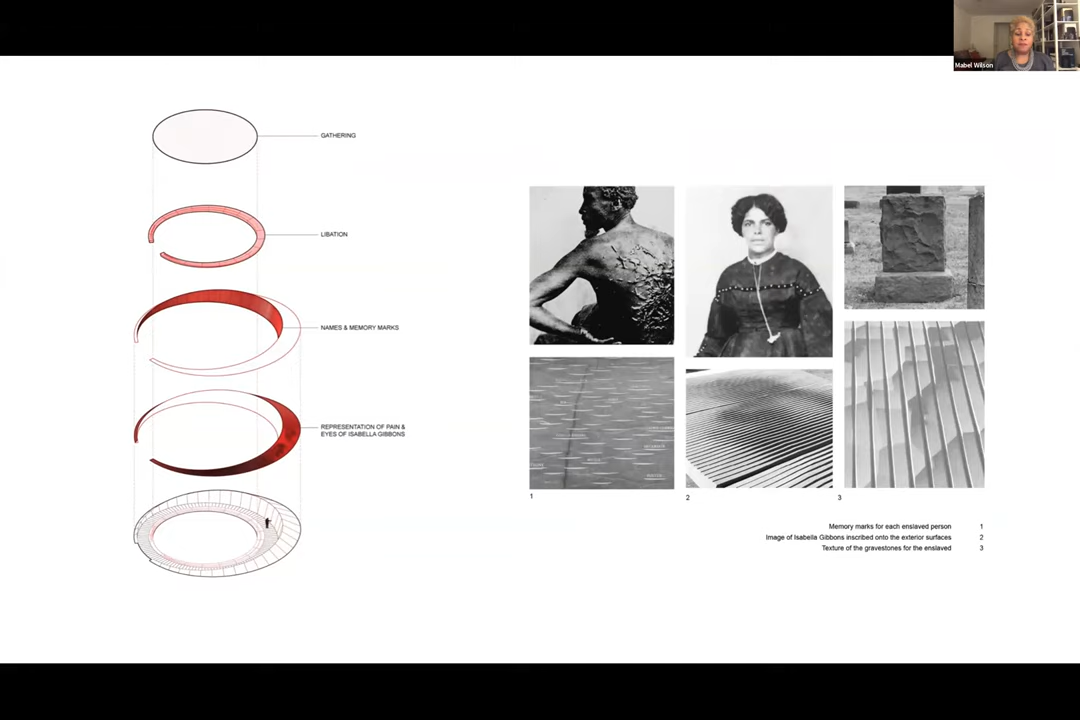 Mabel Wilson
GATHERING
LIBATION
NAMES & MEMORY MARKS
REPRESENTATION OF PAIN &
EYES OF ISABELLA GIBBONS
1
2
3
Memory marks for each enslaved person 1
Image of Isabella Gibbons inscribed onto the exterior surfaces 2
Texture of the gravestones for the enslaved 3